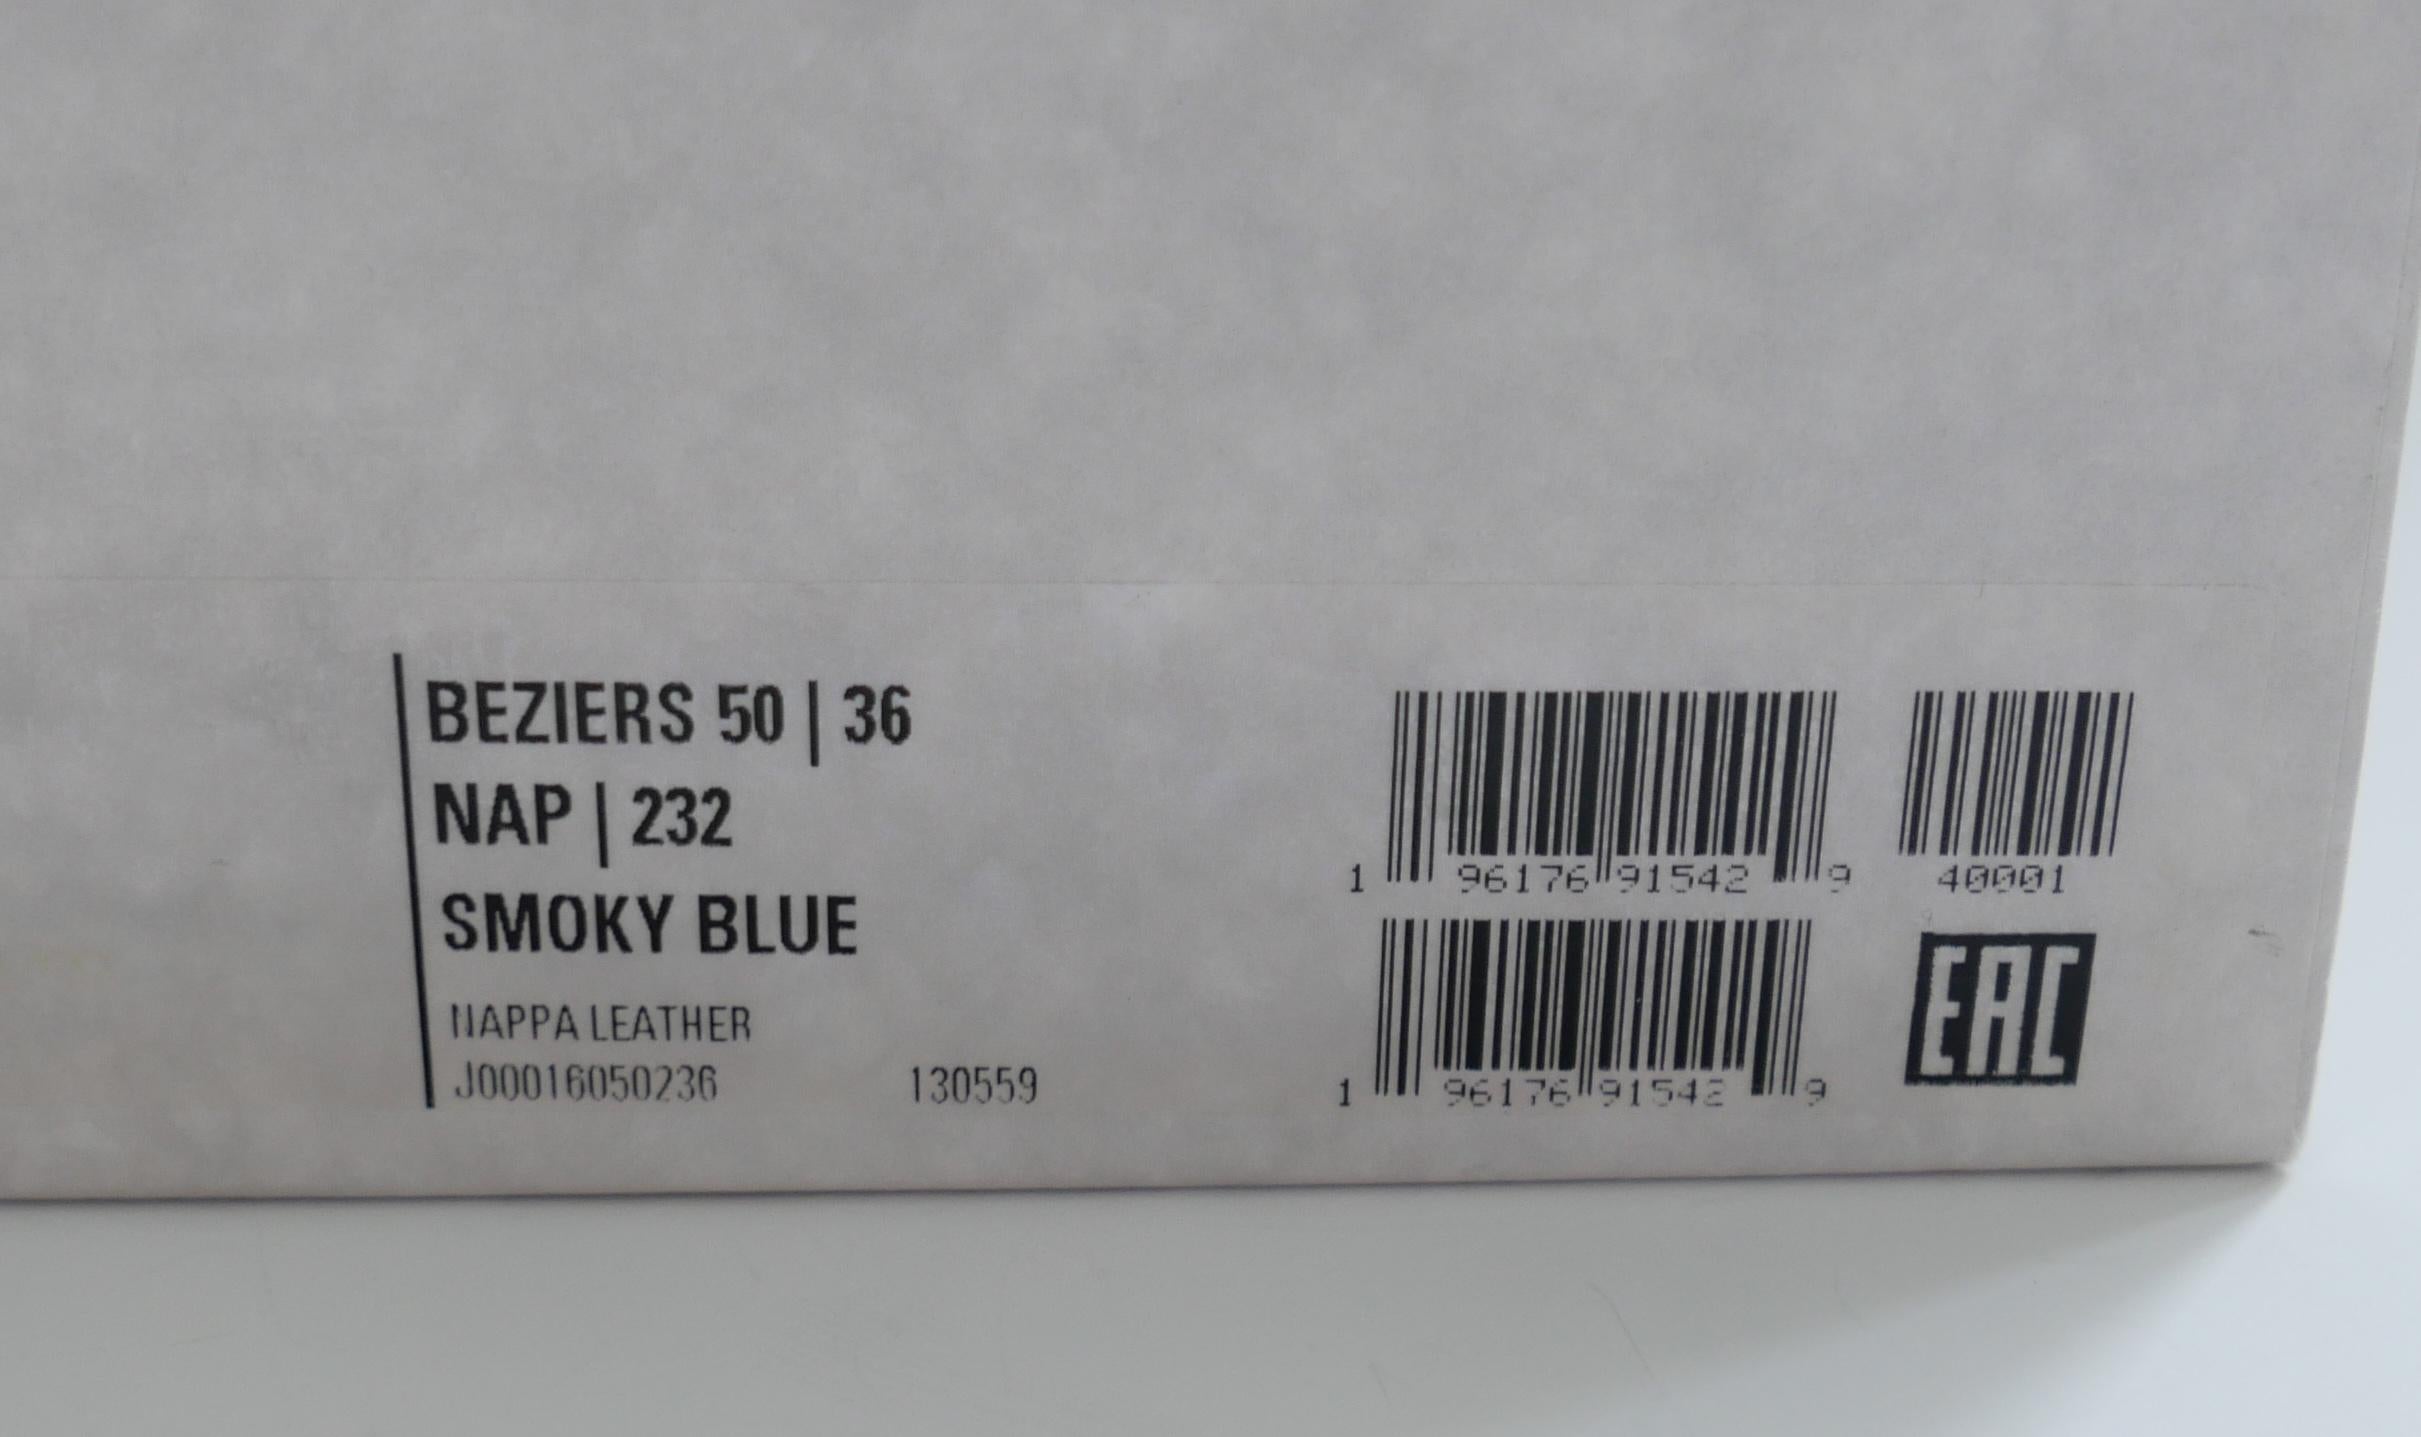 BEZIERS 50 | 36
NAP | 232
SMOKY BLUE
NAPPA LEATHER
J00016050236 130559
1 96176 91542 9 40001
1 96176 91542 9
EAC